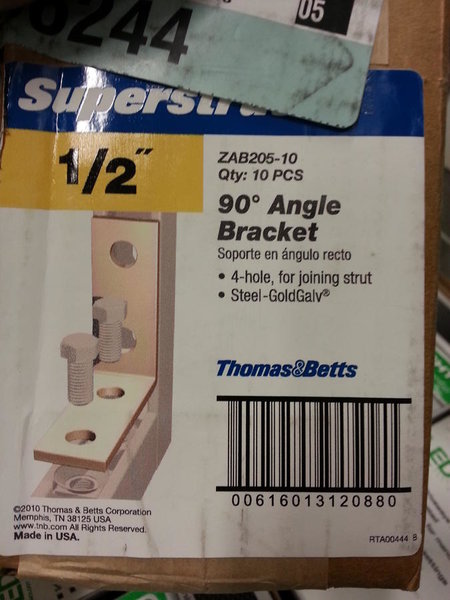 6244
05
Superstru
1/2"
ZAB205-10
Qty: 10 PCS
90° Angle
Bracket
Soporte en ángulo recto
• 4-hole, for joining strut
• Steel-GoldGalv®
Thomas&Betts
00616013120880
©2010 Thomas & Betts Corporation
Memphis, TN 38125 USA
www.tnb.com All Rights Reserved.
Made in USA.
RTA00444 B